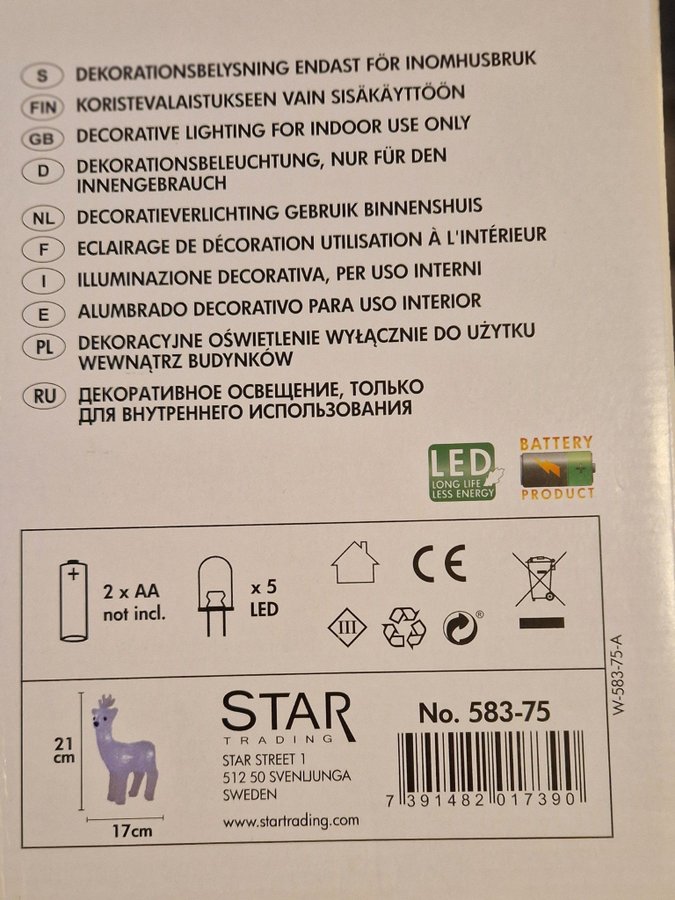 S DEKORATIONSBELYSNING ENDAST FÖR INOMHUSBRUK
FIN KORISTEVALAISTUKSEEN VAIN SISÄKÄYTTÖÖN
GB DECORATIVE LIGHTING FOR INDOOR USE ONLY
D DEKORATIONSBELEUCHTUNG, NUR FÜR DEN
INNENGEBRAUCH
NL DECORATIEVERLICHTING GEBRUIK BINNENSHUIS
F ECLAIRAGE DE DÉCORATION UTILISATION À L'INTÉRIEUR
I ILLUMINAZIONE DECORATIVA, PER USO INTERNI
E ALUMBRADO DECORATIVO PARA USO INTERIOR
PL DEKORACYJNE OŚWIETLENIE WYŁĄCZNIE DO UŻYTKU
WEWNĄTRZ BUDYNKÓW
RU ДЕКОРАТИВНОЕ ОСВЕЩЕНИЕ, ТОЛЬКО
ДЛЯ ВНУТРЕННЕГО ИСПОЛЬЗОВАНИЯ
LED
LONG LIFE
LESS ENERGY
BATTERY
PRODUCT
2 x AA
not incl.
x 5
LED
CE
III
®
W-583-75-A
21
cm
17cm
STAR
TRADING
STAR STREET 1
512 50 SVENLJUNGA
SWEDEN
www.startrading.com
No. 583-75
7 391482 017390